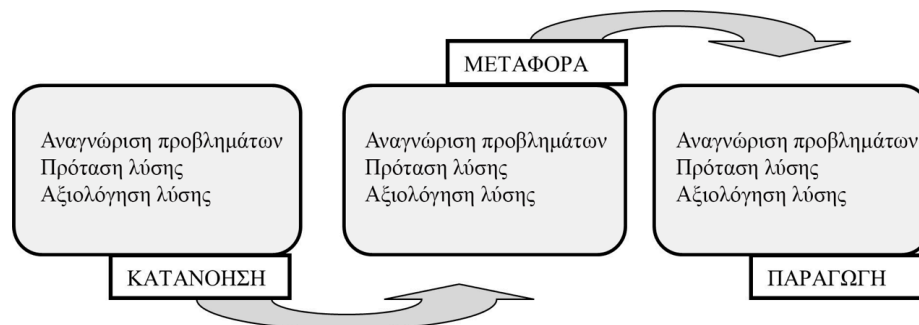 ΜΕΤΑΦΟΡΑ
Αναγνώριση προβλημάτων
Πρόταση λύσης
Αξιολόγηση λύσης
ΚΑΤΑΝΟΗΣΗ
Αναγνώριση προβλημάτων
Πρόταση λύσης
Αξιολόγηση λύσης
Αναγνώριση προβλημάτων
Πρόταση λύσης
Αξιολόγηση λύσης
ΠΑΡΑΓΩΓΗ